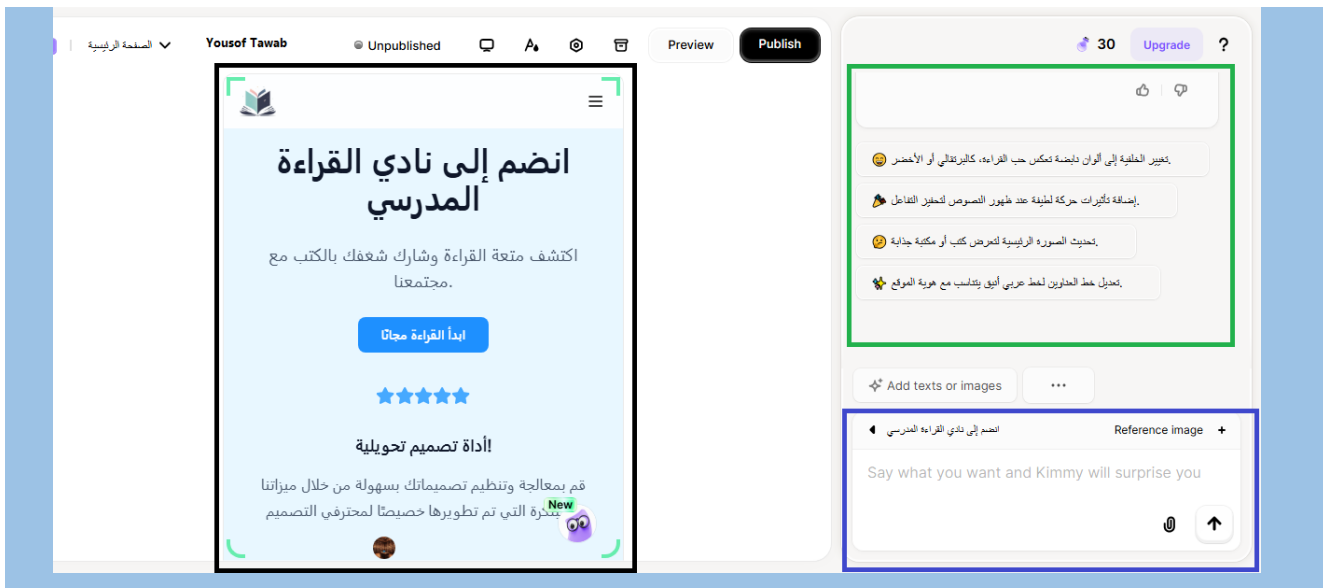 الصفحة الرئيسية
Yousof Tawab
Unpublished
Preview
Publish
30
Upgrade
?
انضم إلى نادي القراءة
المدرسي
اكتشف متعة القراءة وشارك شغفك بالكتب مع
مجتمعنا.
ابدأ القراءة مجانًا
أداة تصميم تحويلية!
قم بمعالجة وتنظيم تصميماتك بسهولة من خلال ميزاتنا
التي تم تطويرها خصيصًا لمحترفي التصميم
New
تغيير الخلفية إلى ألوان نابضة تعكس حب القراءة، كالبرتقالي أو الأخضر.
إضافة تأثيرات حركة لطيفة عند ظهور النصوص لتحفيز التفاعل.
تحديث الصورة الرئيسية لتعرض كتب أو مكتبة جذابة.
تعديل خط العناوين لخط عربي أنيق يتناسب مع هوية الموقع.
Add texts or images
انضم إلى نادي القراءة المدرسي
Reference image +
Say what you want and Kimmy will surprise you